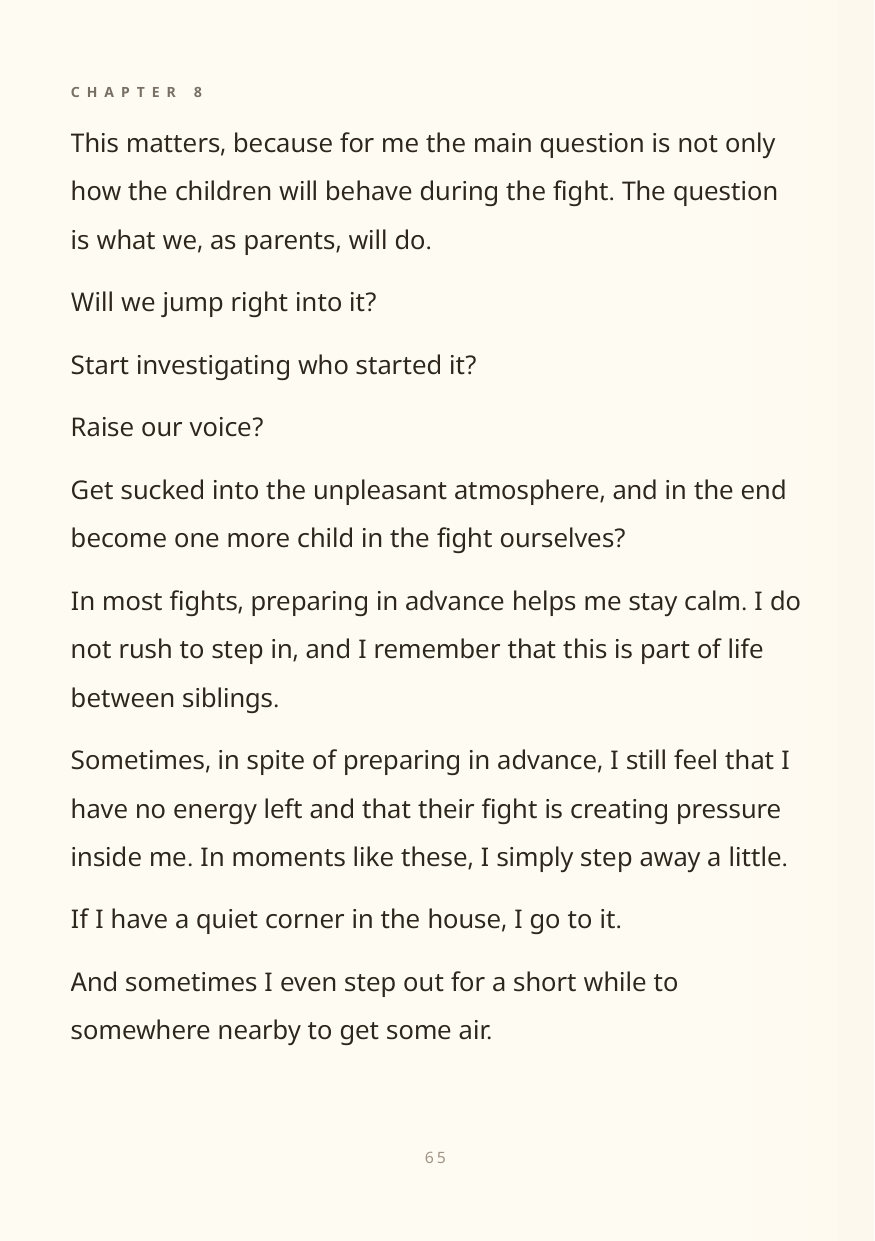 CHAPTER 8
This matters, because for me the main question is not only
how the children will behave during the fight. The question
is what we, as parents, will do.
Will we jump right into it?
Start investigating who started it?
Raise our voice?
Get sucked into the unpleasant atmosphere, and in the end
become one more child in the fight ourselves?
In most fights, preparing in advance helps me stay calm. I do
not rush to step in, and I remember that this is part of life
between siblings.
Sometimes, in spite of preparing in advance, I still feel that I
have no energy left and that their fight is creating pressure
inside me. In moments like these, I simply step away a little.
If I have a quiet corner in the house, I go to it.
And sometimes I even step out for a short while to
somewhere nearby to get some air.
65